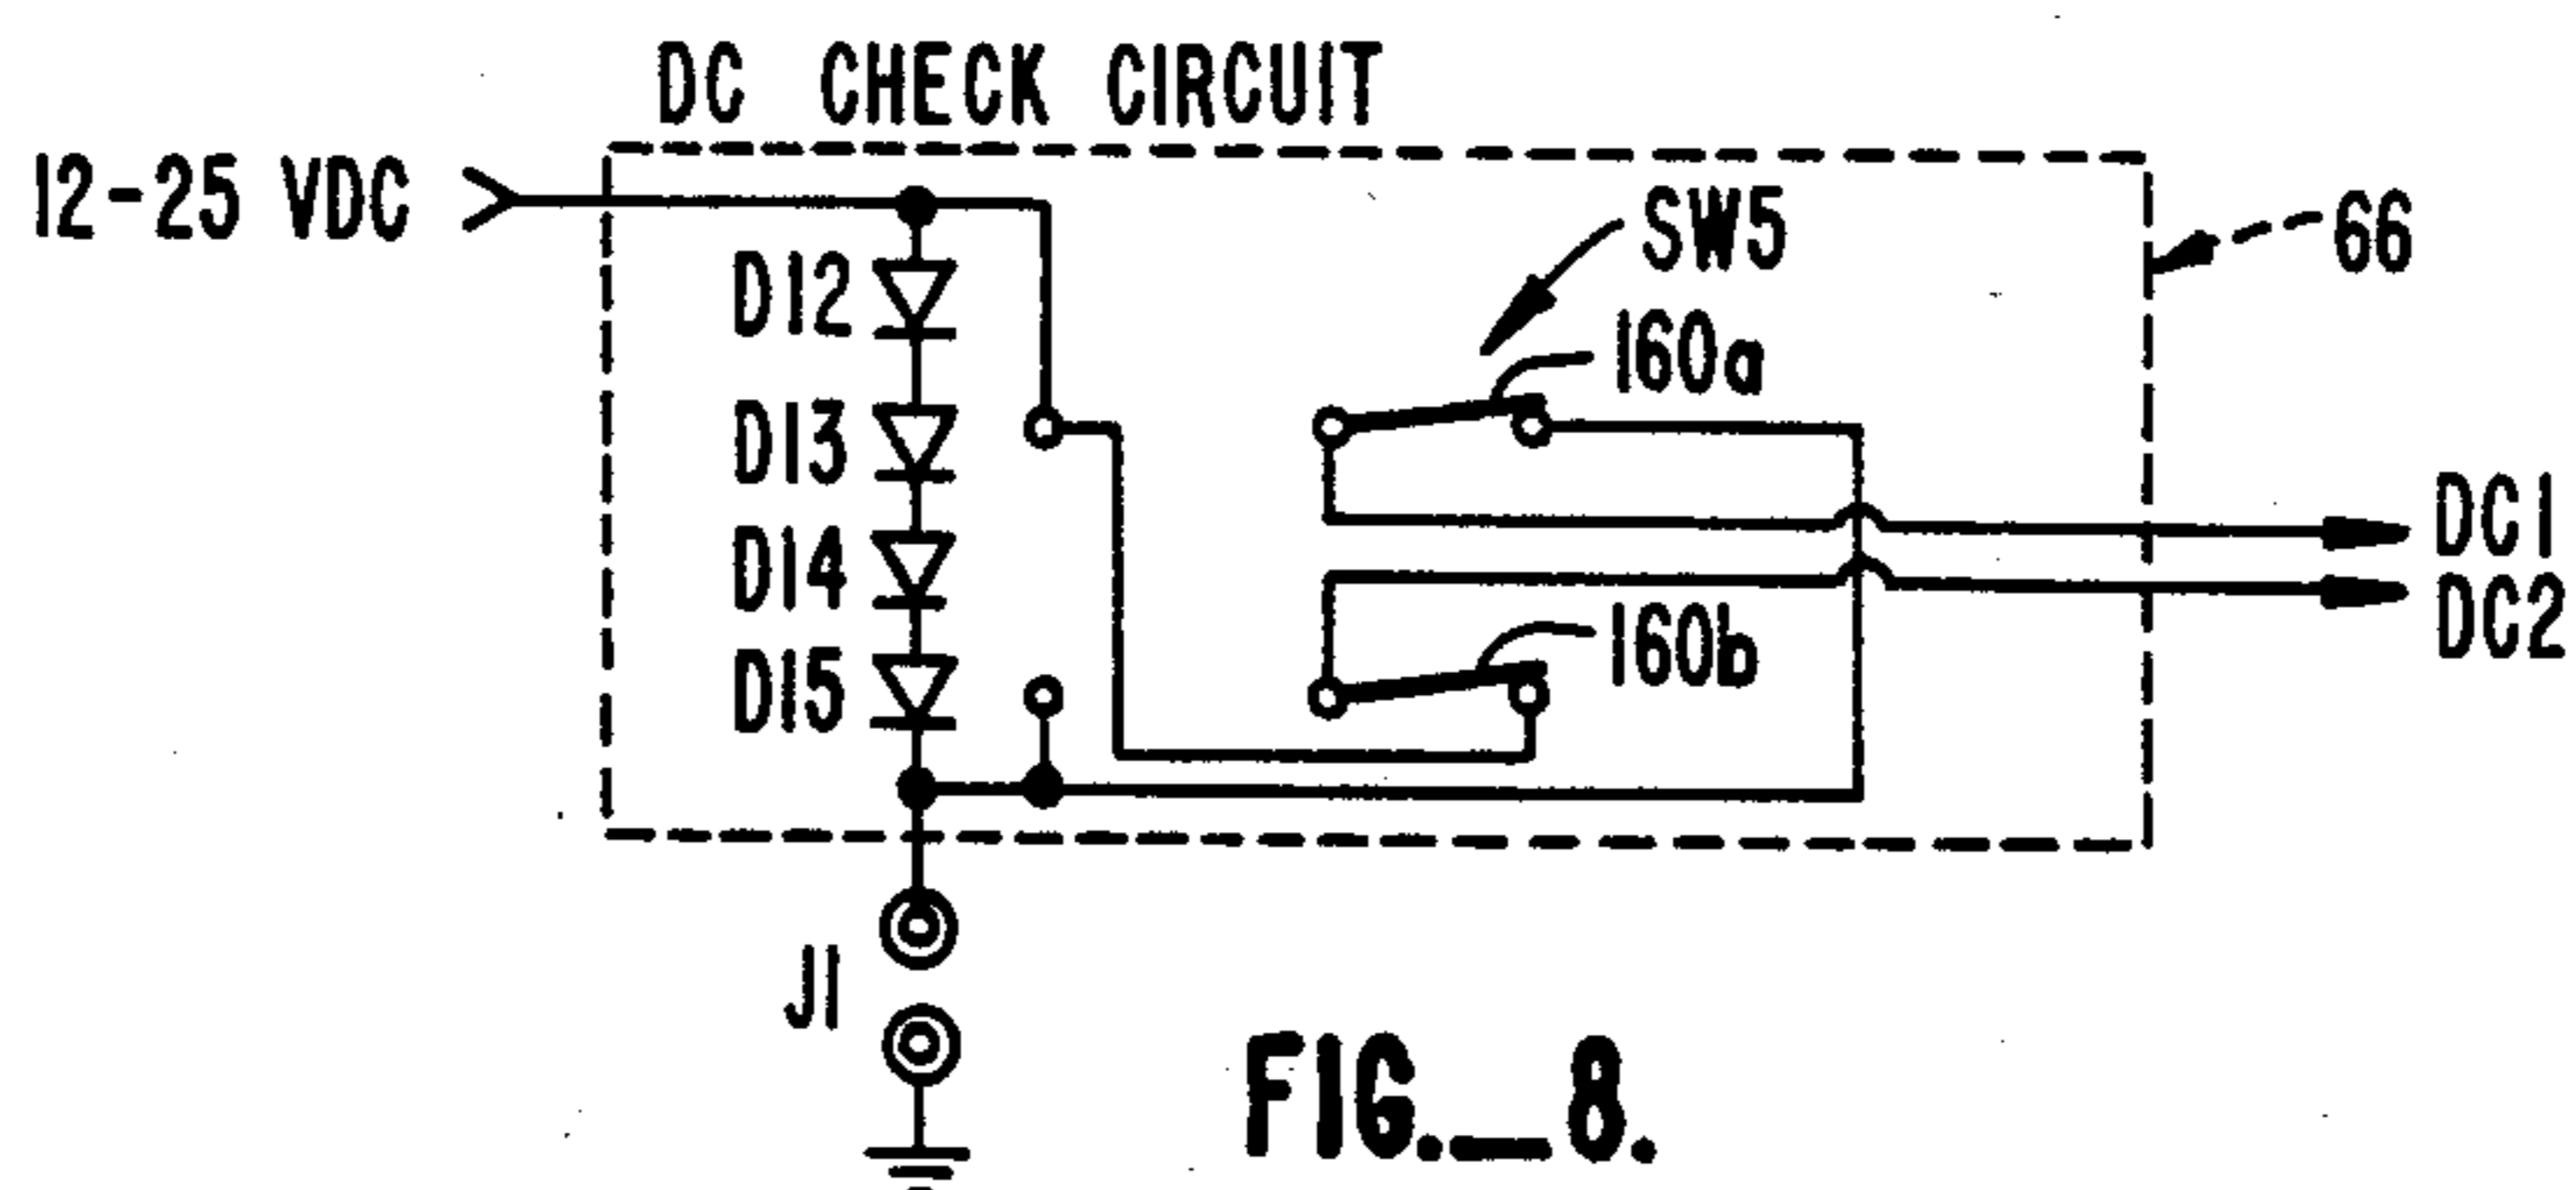 DC CHECK CIRCUIT
12-25 VDC
SW5
66
D12
160a
D13
DC1
D14
DC2
160b
D15
J1
FIG._8.